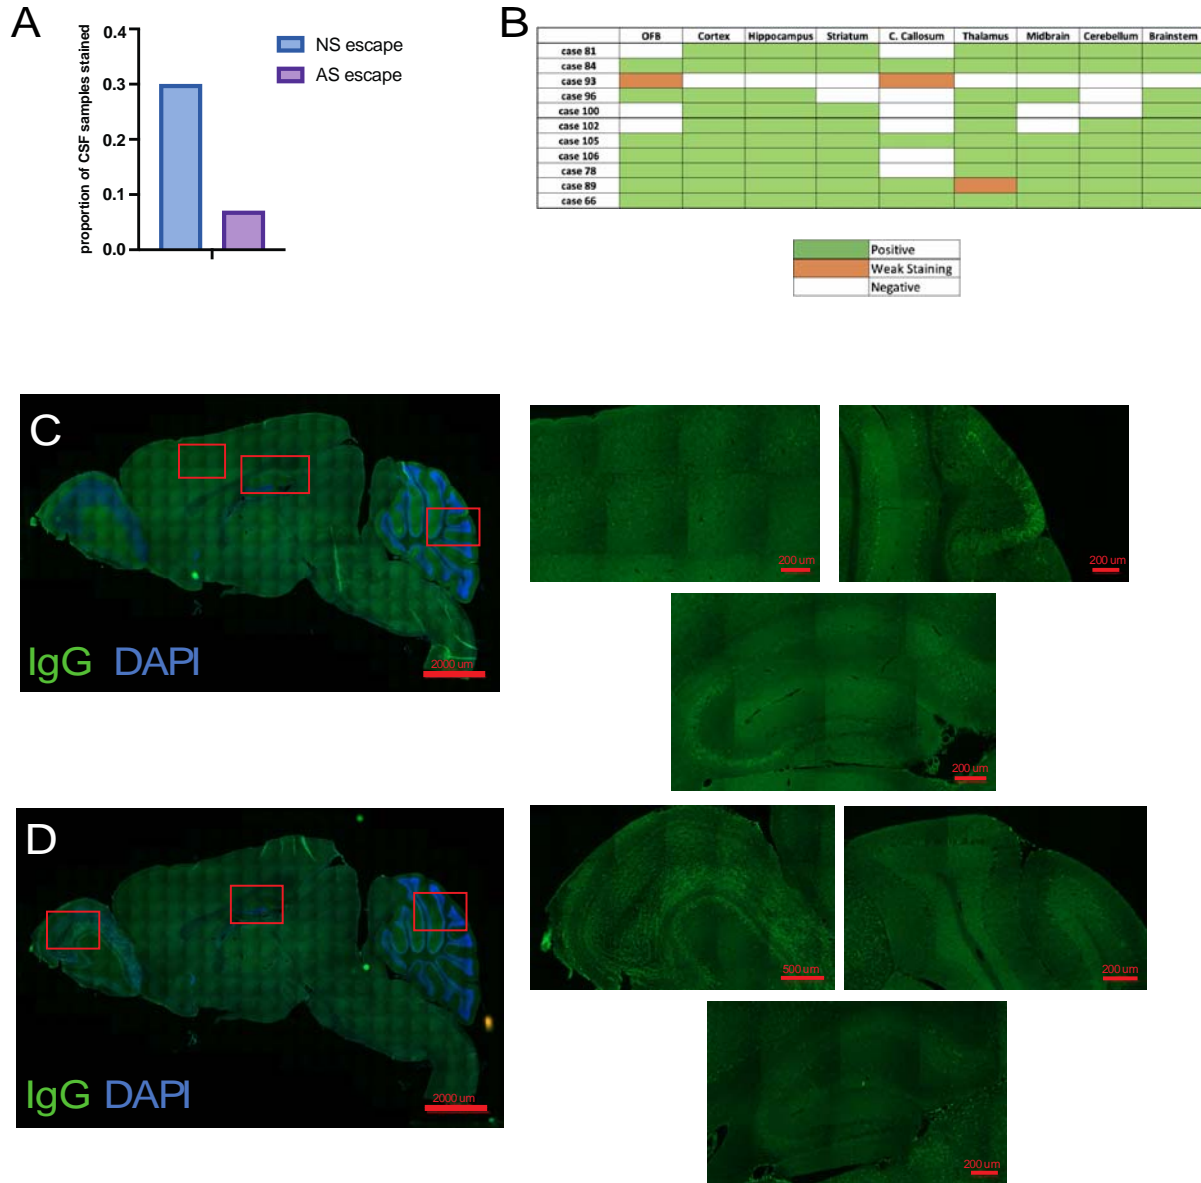 A
0.4
0.3
0.2
0.1
0.0
proportion of CSF samples stained
NS escape
AS escape
B
OFB Cortex Hippocampus Striatum C. Callosum Thalamus Midbrain Cerebellum Brainstem
case 81
case 84
case 93
case 96
case 100
case 102
case 105
case 106
case 78
case 89
case 66
Positive
Weak Staining
Negative
C
IgG DAPI
2000 um
200 um
200 um
200 um
D
IgG DAPI
2000 um
500 um
200 um
200 um